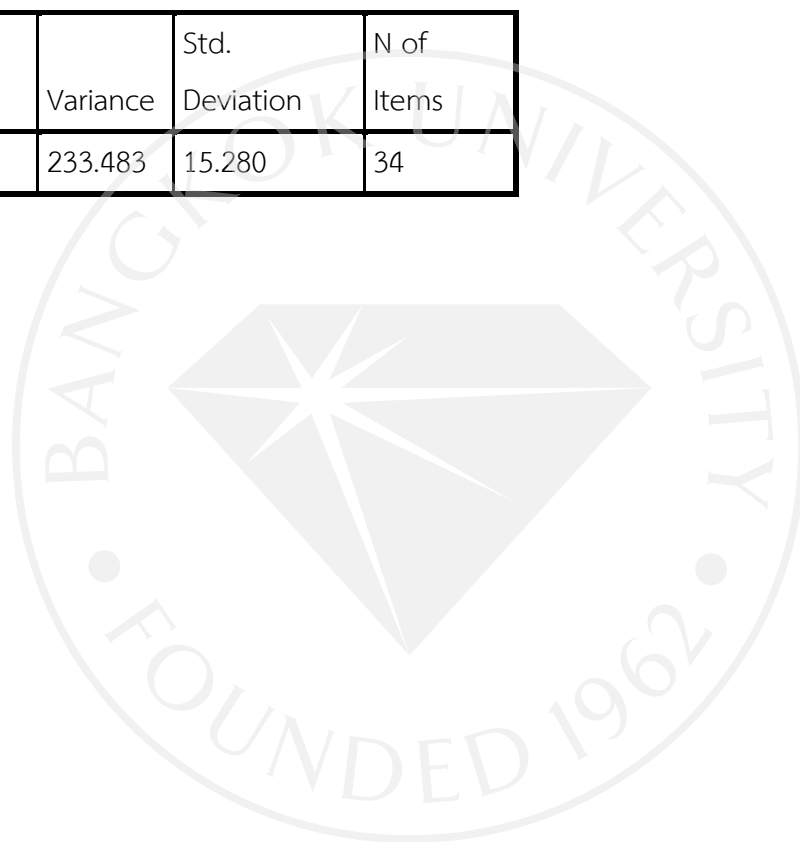 Variance Std. Deviation N of Items
233.483 15.280 34
BANGKOK UNIVERSITY
FOUNDED 1962